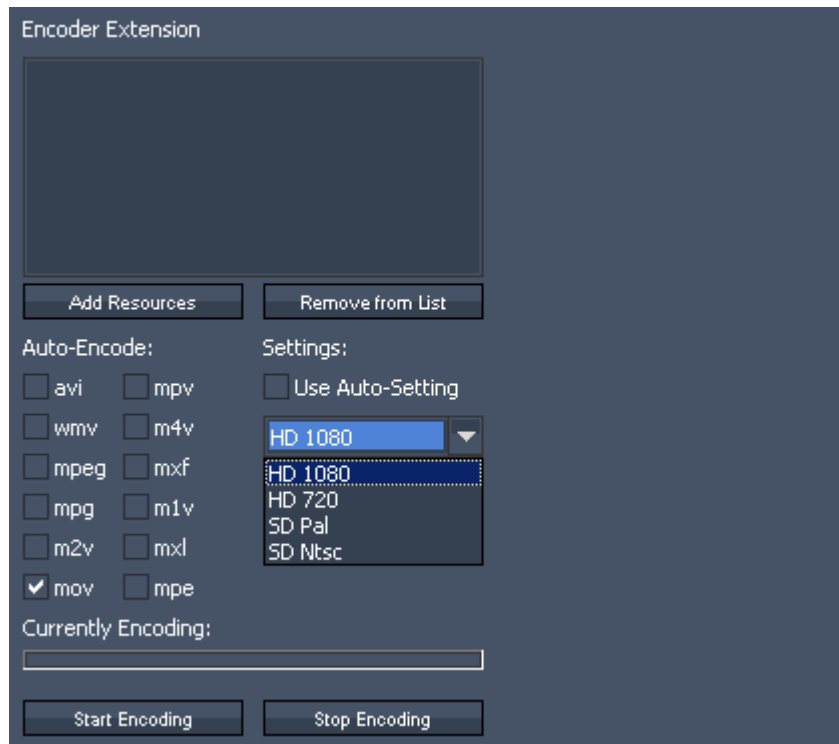 Encoder Extension
Add Resources Remove from List
Auto-Encode: Settings:
avi mpv Use Auto-Setting
wmv m4v HD 1080
mpeg mxf HD 1080
mpg m1v HD 720
SD Pal
m2v mxl SD Ntsc
mov mpe
Currently Encoding:
Start Encoding Stop Encoding